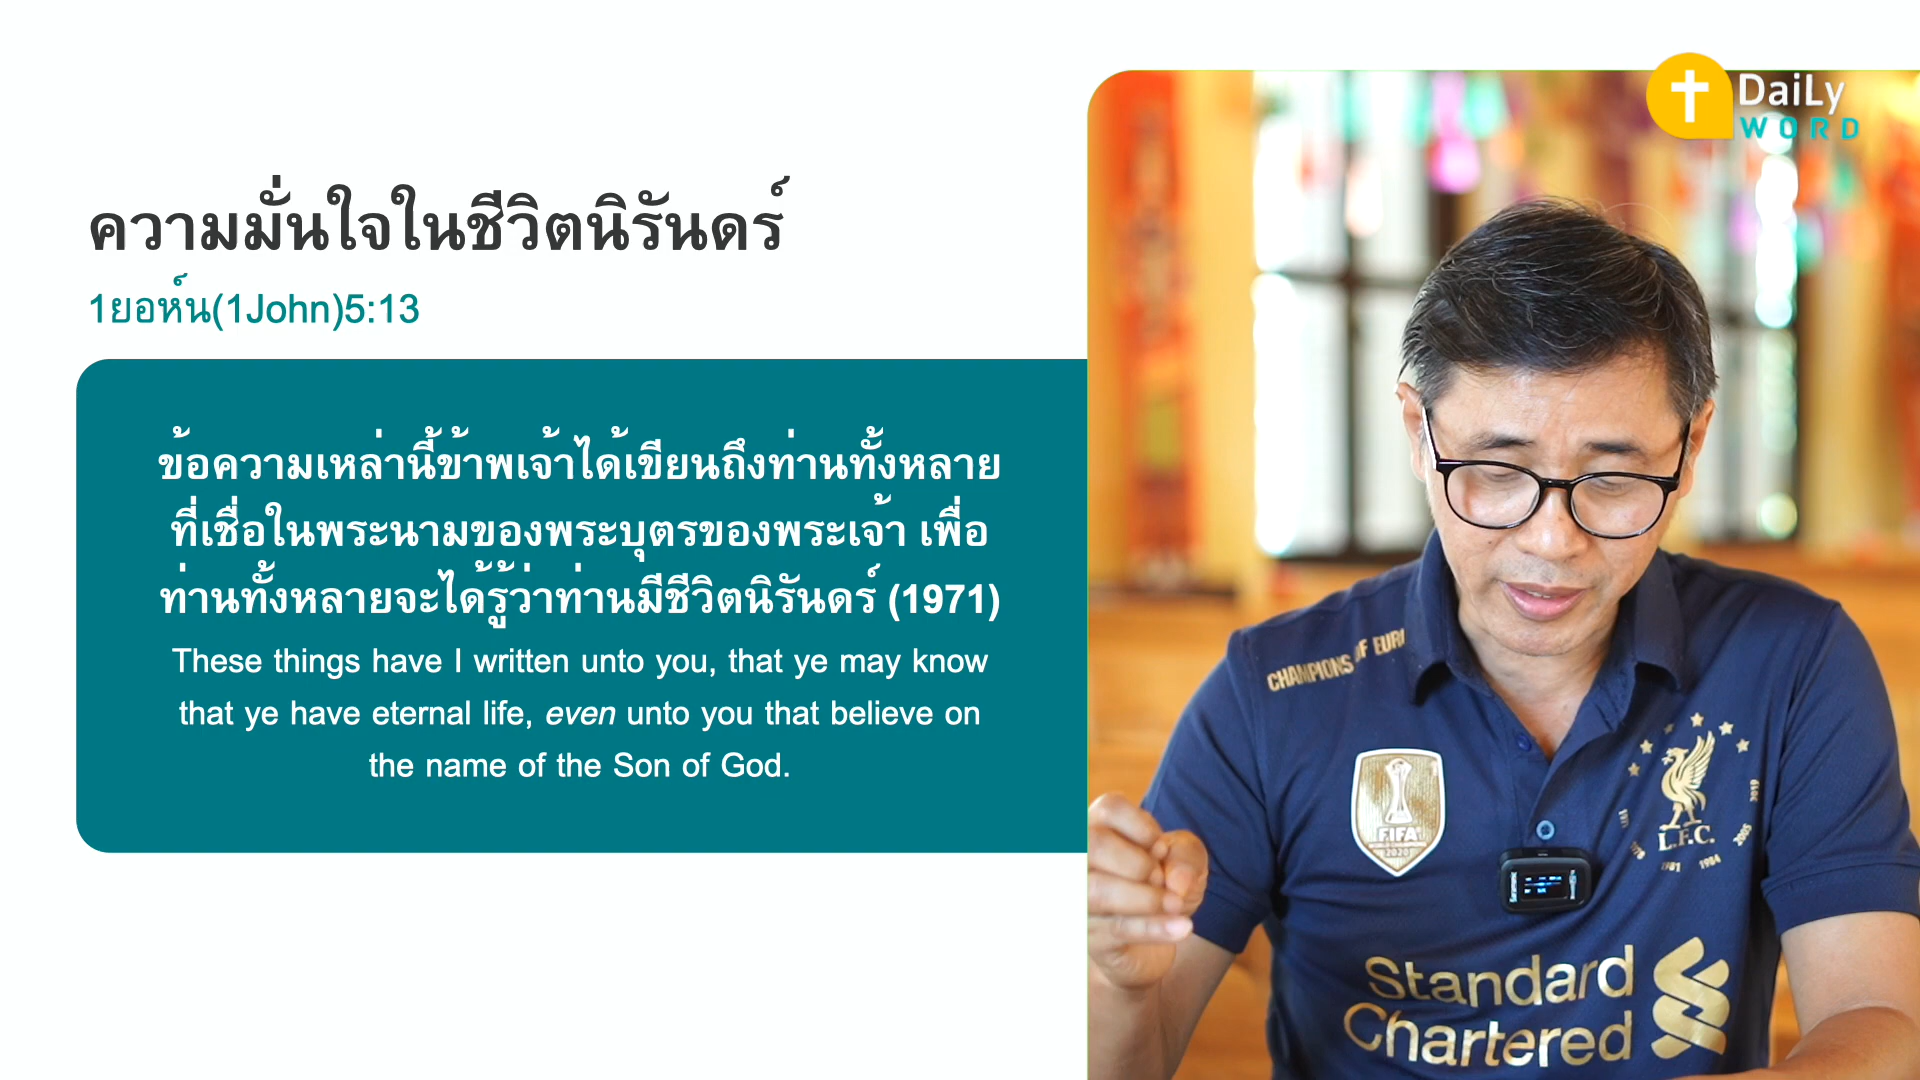 DaiLy
WORD
ความมั่นใจในชีวิตนิรันดร์
1ยอห์น(1John)5:13
ข้อความเหล่านี้ข้าพเจ้าได้เขียนถึงท่านทั้งหลาย
ที่เชื่อในพระนามของพระบุตรของพระเจ้า เพื่อ
ท่านทั้งหลายจะได้รู้ว่าท่านมีชีวิตนิรันดร์ (1971)
These things have I written unto you, that ye may know
that ye have eternal life, even unto you that believe on
the name of the Son of God.
CHAMPIONS OF EURO
FIFA
2020
L.F.C.
1981 1984 2005 2019
Standard
Chartered